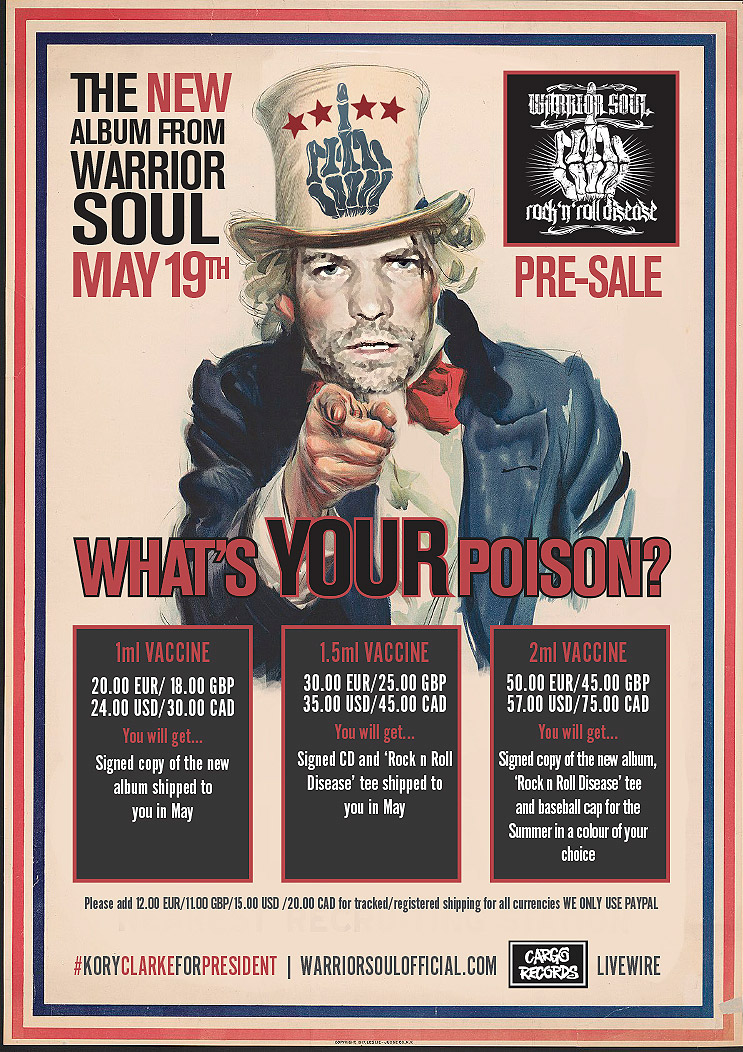 THE NEW
ALBUM FROM
WARRIOR
SOUL
MAY 19TH
WARRIOR SOUL
rock'n'roll disease
PRE-SALE
WHAT'S YOUR POISON?
1ml VACCINE
20.00 EUR/ 18.00 GBP
24.00 USD/30.00 CAD
You will get...
Signed copy of the new
album shipped to
you in May
1.5ml VACCINE
30.00 EUR/25.00 GBP
35.00 USD/45.00 CAD
You will get...
Signed CD and ‘Rock n Roll
Disease’ tee shipped to
you in May
2ml VACCINE
50.00 EUR/45.00 GBP
57.00 USD/75.00 CAD
You will get...
Signed copy of the new album,
‘Rock n Roll Disease’ tee
and baseball cap for the
Summer in a colour of your
choice
Please add 12.00 EUR/11.00 GBP/15.00 USD /20.00 CAD for tracked/registered shipping for all currencies WE ONLY USE PAYPAL
#KORYCLARKEFORPRESIDENT | WARRIORSOULOFFICIAL.COM
CARGO
RECORDS
LIVEWIRE